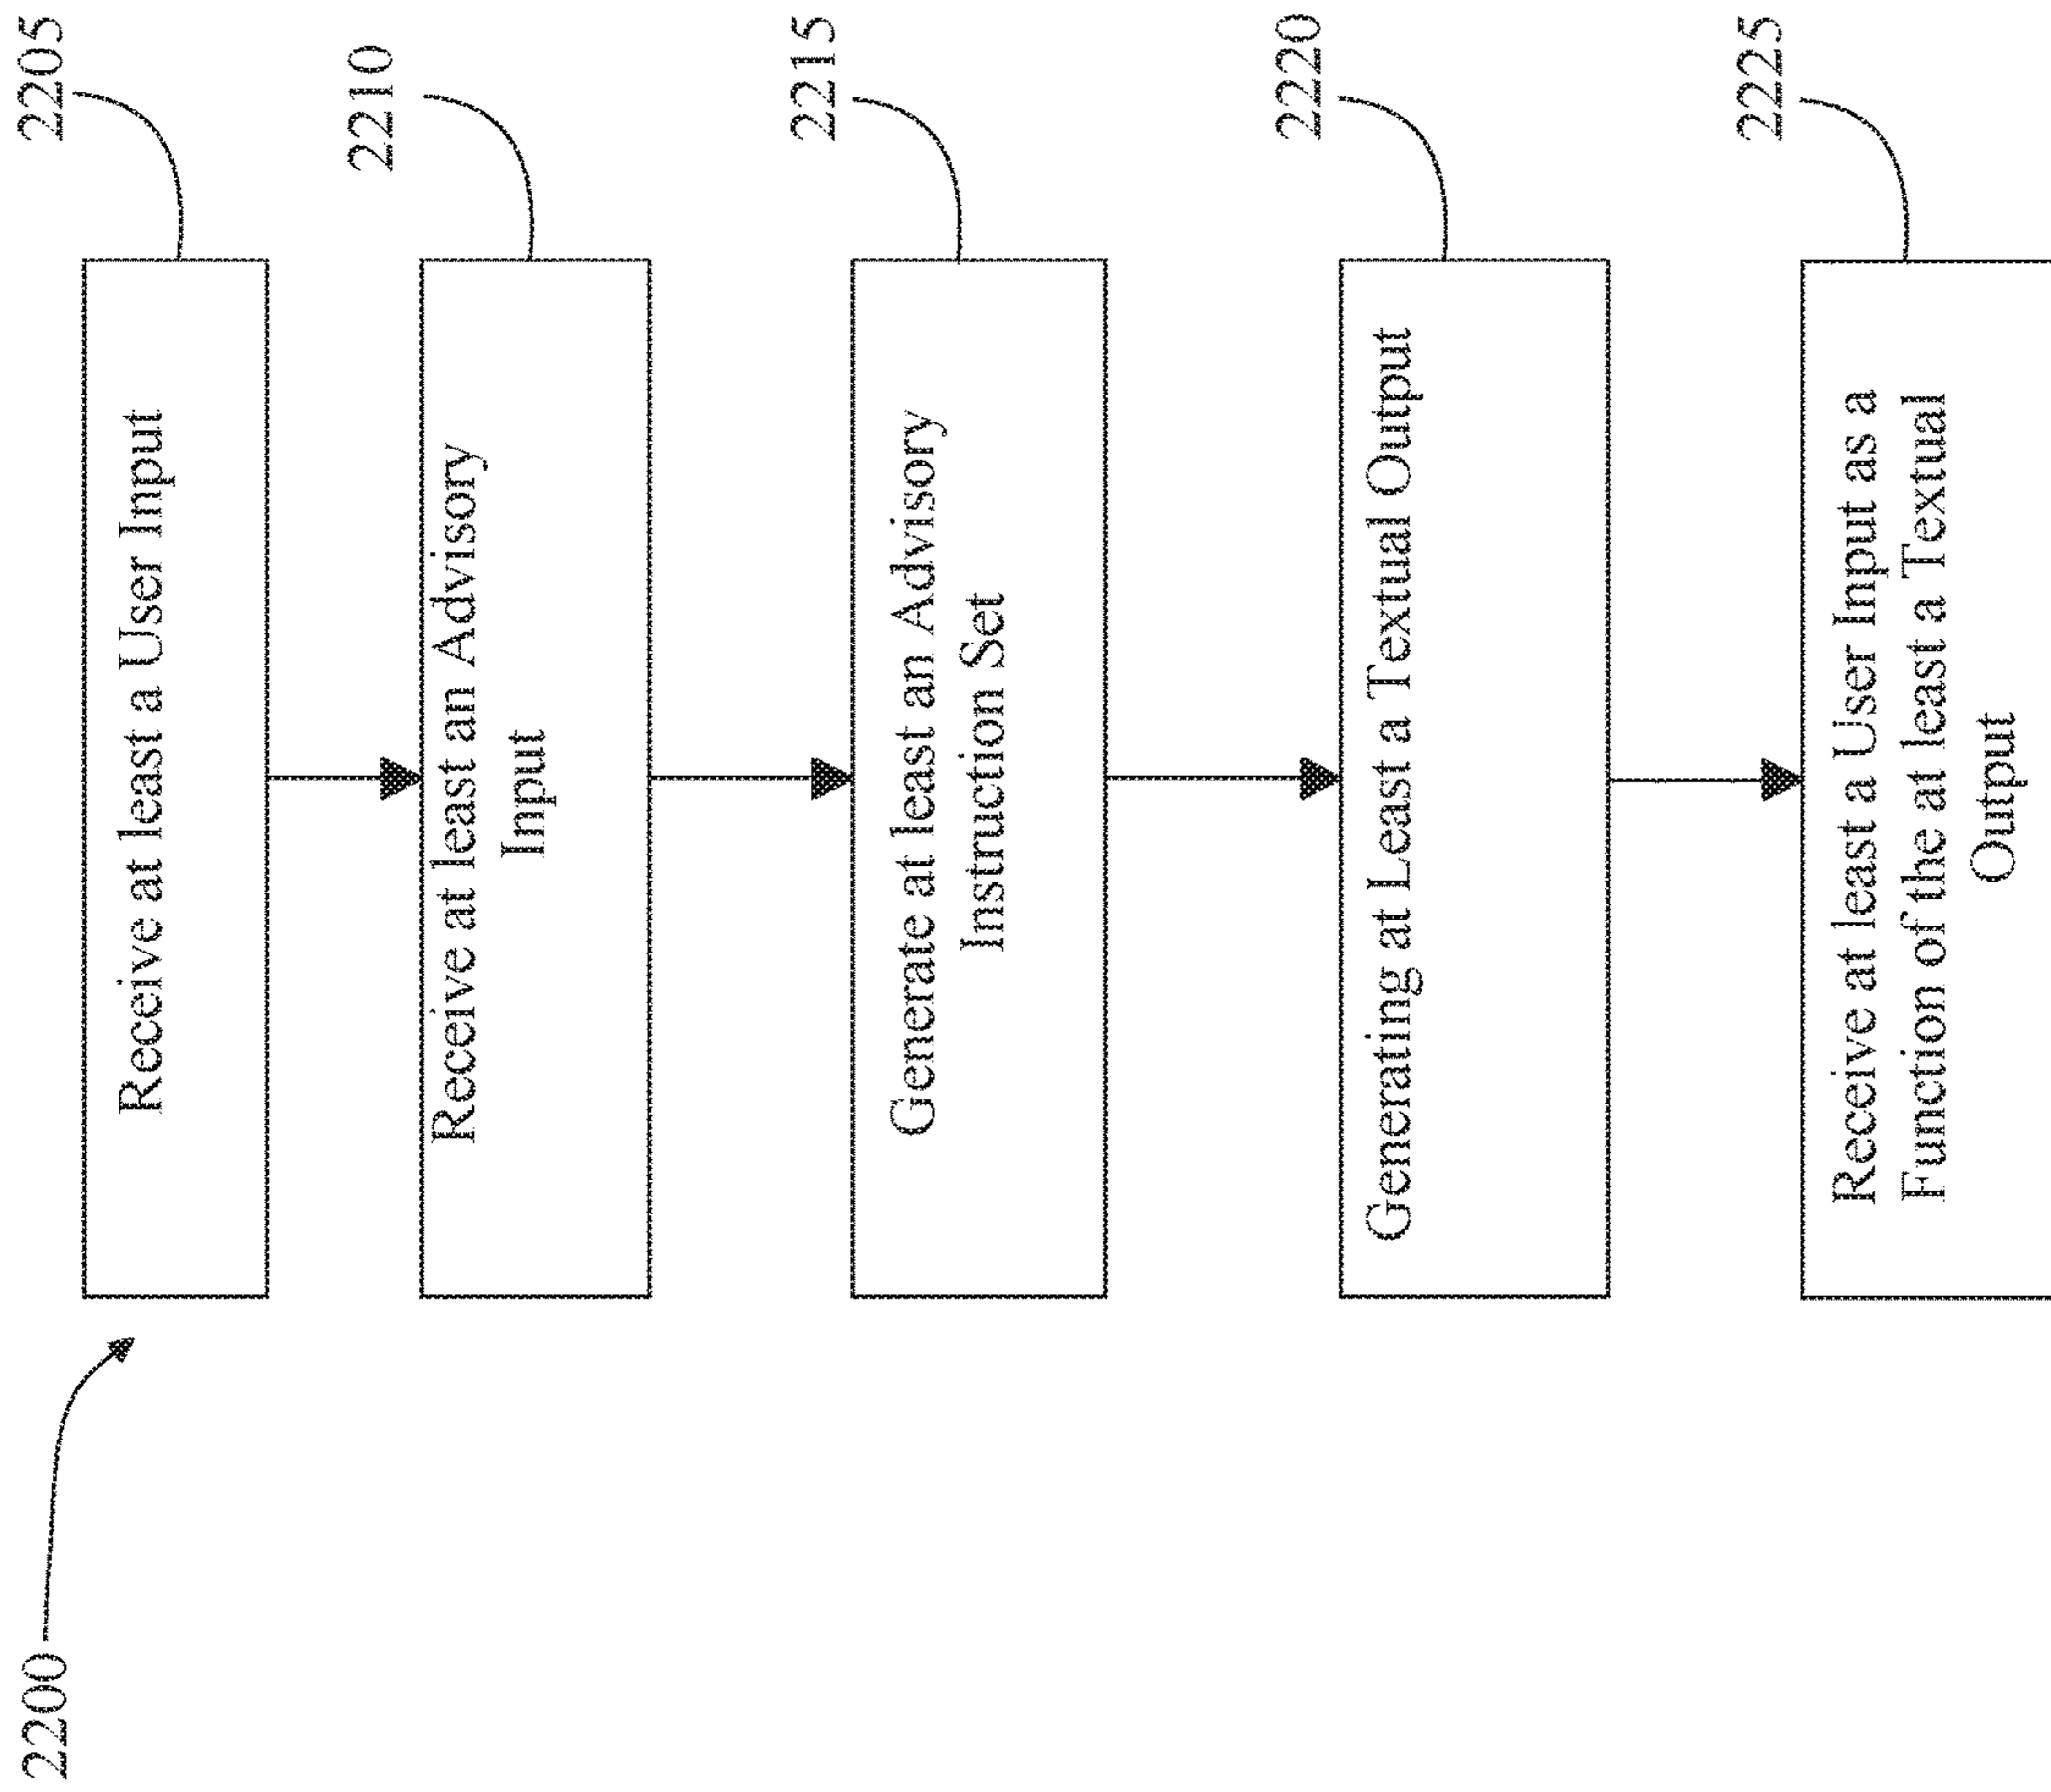 2200
2205
Receive at least a User Input
2210
Receive at least an Advisory
Input
2215
Generate at least an Advisory
Instruction Set
2220
Generating at Least a Textual Output
2225
Receive at least a User Input as a
Function of the at least a Textual
Output